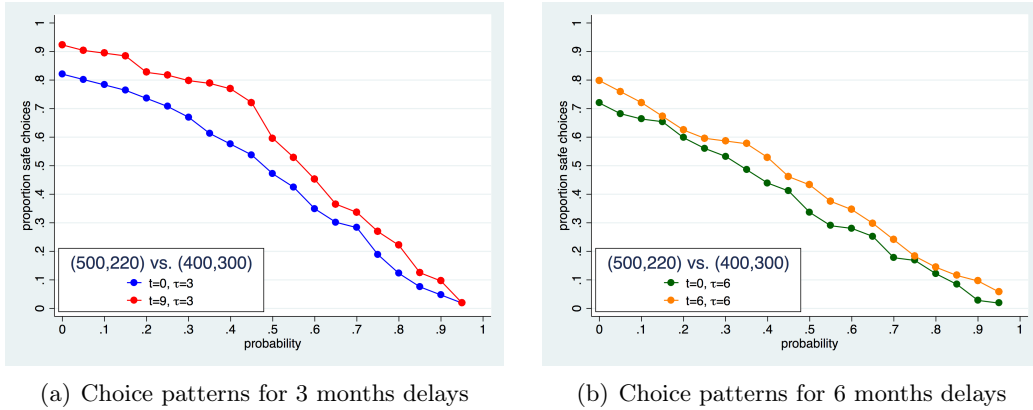 proportion safe choices
1
.9
.8
.7
.6
.5
.4
.3
.2
.1
0
(500,220) vs. (400,300)
t=0, τ=3
t=9, τ=3
0 .1 .2 .3 .4 .5 .6 .7 .8 .9 1
probability
(a) Choice patterns for 3 months delays
proportion safe choices
1
.9
.8
.7
.6
.5
.4
.3
.2
.1
0
(500,220) vs. (400,300)
t=0, τ=6
t=6, τ=6
0 .1 .2 .3 .4 .5 .6 .7 .8 .9 1
probability
(b) Choice patterns for 6 months delays